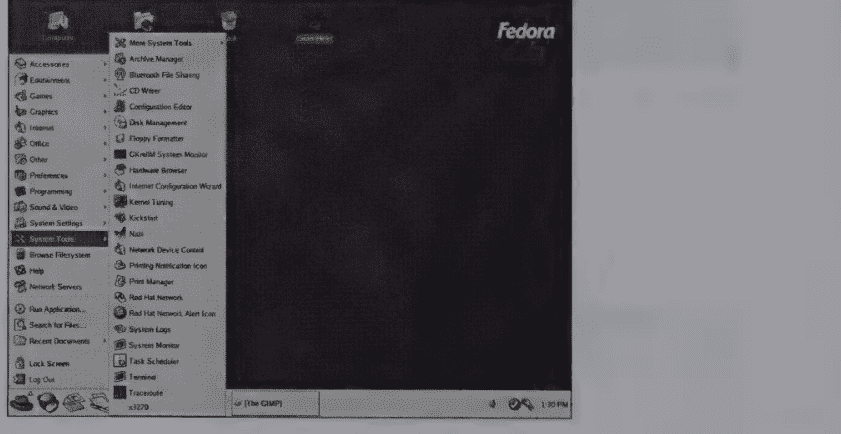 Computer
Fedora
Accessories
Edutainment
Games
Graphics
Internet
Office
Other
Preferences
Programming
Sound & Video
System Settings
System Tools
Browse Filesystem
Help
Network Servers
Run Application...
Search for Files...
Recent Documents
Lock Screen
Log Out
More System Tools
Archive Manager
Bluetooth File Sharing
CD Writer
Configuration Editor
Disk Management
Floppy Formatter
GKrellM System Monitor
Hardware Browser
Internet Configuration Wizard
Kernel Tuning
Kickstart
Network Device Control
Printing Notification Icon
Print Manager
Red Hat Network
Red Hat Network Alert Icon
System Logs
System Monitor
Task Scheduler
Terminal
Traceroute
x3270
[The GIMP]
1:30 PM